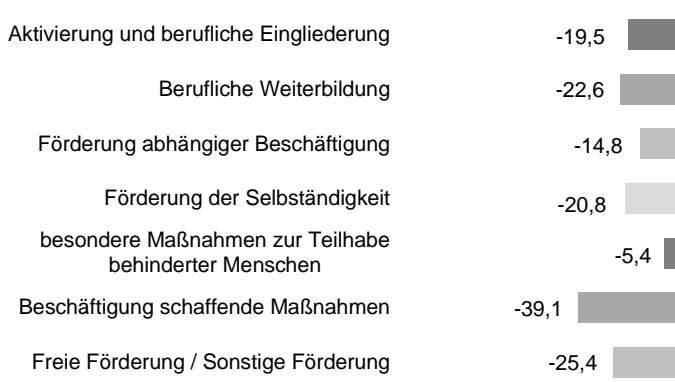 Aktivierung und berufliche Eingliederung -19,5
Berufliche Weiterbildung -22,6
Förderung abhängiger Beschäftigung -14,8
Förderung der Selbständigkeit -20,8
besondere Maßnahmen zur Teilhabe
behinderter Menschen -5,4
Beschäftigung schaffende Maßnahmen -39,1
Freie Förderung / Sonstige Förderung -25,4